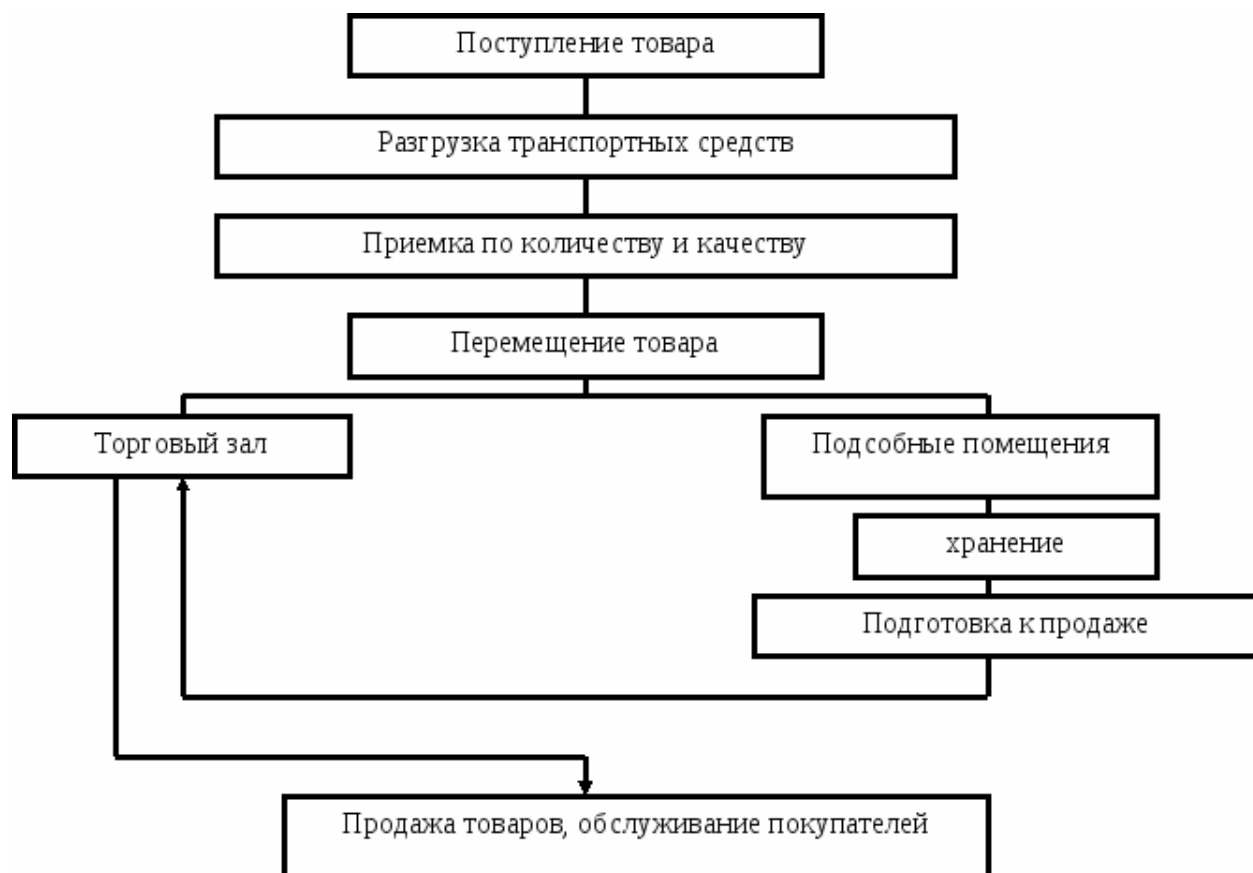 Поступление товара
Разгрузка транспортных средств
Приемка по количеству и качеству
Перемещение товара
Торговый зал
Подсобные помещения
хранение
Подготовка к продаже
Продажа товаров, обслуживание покупателей